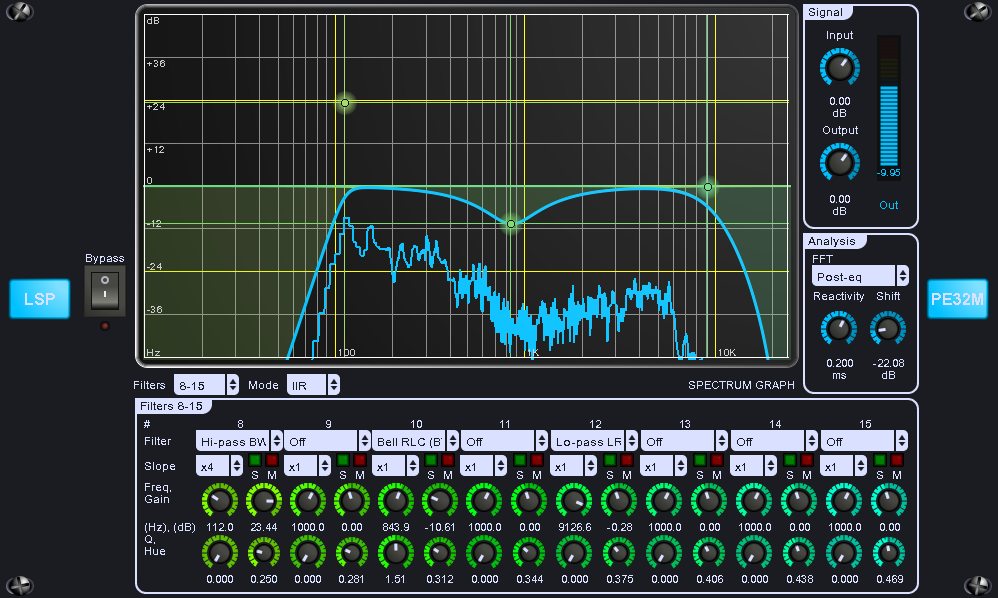 dB
+36
+24
+12
0
-12
-24
-36
Hz
100
1K
10K
Signal
Input
0.00
dB
Output
0.00
dB
-9.95
Out
Analysis
FFT
Post-eq
Reactivity Shift
0.200 -22.08
ms dB
Bypass
LSP
PE32M
Filters 8-15 Mode IIR SPECTRUM GRAPH
Filters 8-15
# 8 9 10 11 12 13 14 15
Filter Hi-pass BW Off Bell RLC (B Off Lo-pass LR Off Off Off
Slope x4 S M x1 S M x1 S M x1 S M x1 S M x1 S M x1 S M x1 S M
Freq,
Gain
(Hz), (dB) 112.0 23.44 1000.0 0.00 843.9 -10.61 1000.0 0.00 9126.6 -0.28 1000.0 0.00 1000.0 0.00 1000.0 0.00
Q,
Hue
0.000 0.250 0.000 0.281 1.51 0.312 0.000 0.344 0.000 0.375 0.000 0.406 0.000 0.438 0.000 0.469